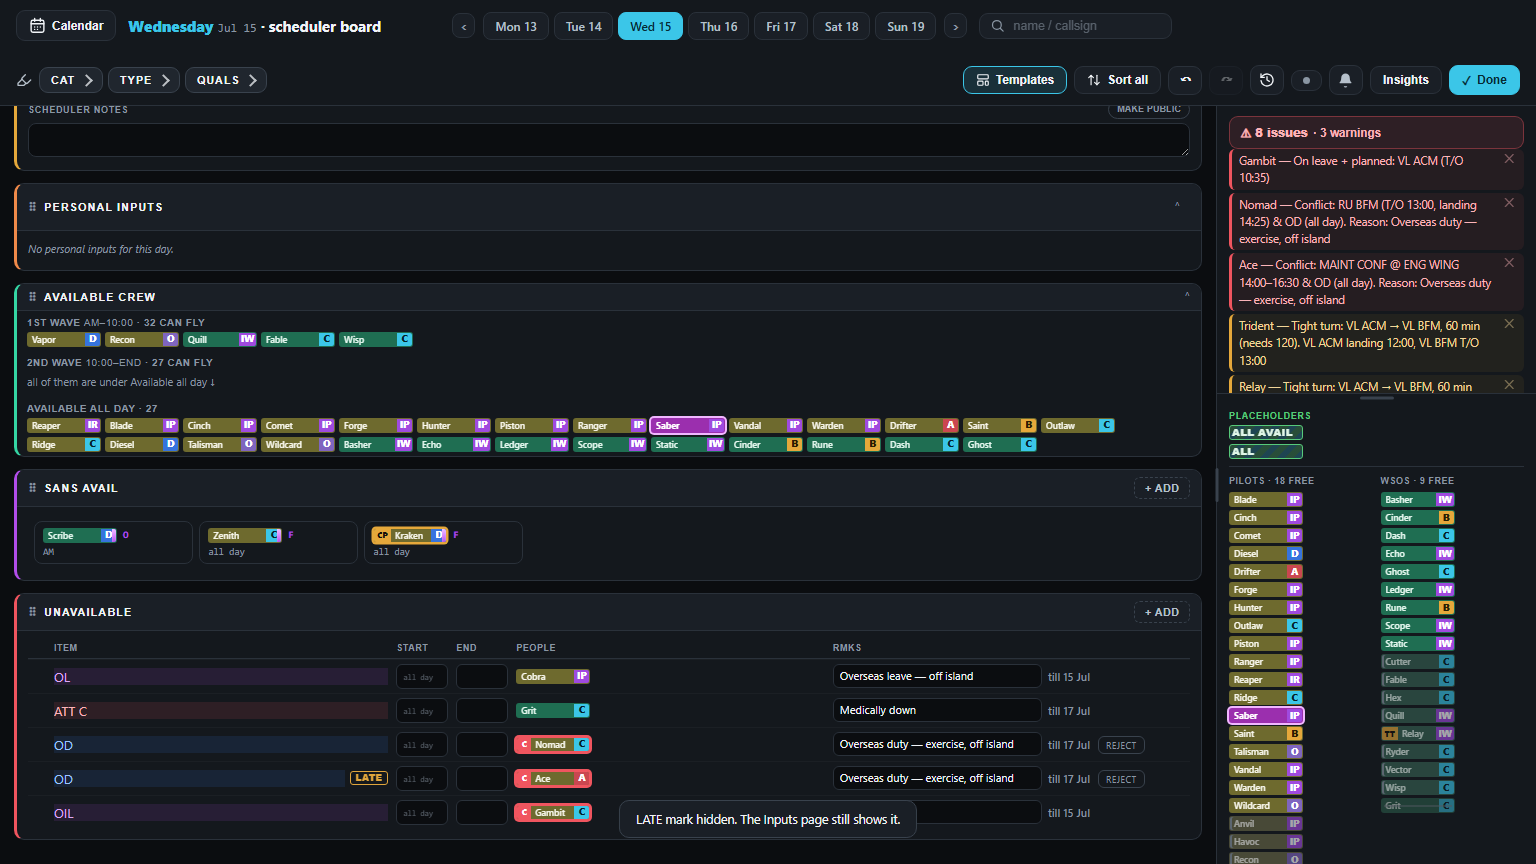 Calendar
Wednesday Jul 15 · scheduler board
‹ Mon 13 Tue 14 Wed 15 Thu 16 Fri 17 Sat 18 Sun 19 ›
name / callsign
CAT TYPE QUALS
Templates Sort all Insights ✓ Done
SCHEDULER NOTES MAKE PUBLIC
PERSONAL INPUTS
No personal inputs for this day.
AVAILABLE CREW
1ST WAVE AM–10:00 · 32 CAN FLY
Vapor D Recon O Quill IW Fable C Wisp C
2ND WAVE 10:00–END · 27 CAN FLY
all of them are under Available all day ↓
AVAILABLE ALL DAY · 27
Reaper IR Blade IP Cinch IP Comet IP Forge IP Hunter IP Piston IP Ranger IP Saber IP Vandal IP Warden IP Drifter A Saint B Outlaw C
Ridge C Diesel D Talisman O Wildcard O Basher IW Echo IW Ledger IW Scope IW Static IW Cinder B Rune B Dash C Ghost C
SANS AVAIL + ADD
Scribe D O
AM
Zenith C F
all day
CP Kraken D F
all day
UNAVAILABLE + ADD
ITEM START END PEOPLE RMKS
OL all day Cobra IP Overseas leave — off island till 15 Jul
ATT C all day Grit C Medically down till 17 Jul
OD all day C Nomad C Overseas duty — exercise, off island till 17 Jul REJECT
OD LATE all day C Ace A Overseas duty — exercise, off island till 17 Jul REJECT
OIL all day C Gambit C till 15 Jul
LATE mark hidden. The Inputs page still shows it.
⚠ 8 issues · 3 warnings
Gambit — On leave + planned: VL ACM (T/O
10:35)
Nomad — Conflict: RU BFM (T/O 13:00, landing
14:25) & OD (all day). Reason: Overseas duty —
exercise, off island
Ace — Conflict: MAINT CONF @ ENG WING
14:00–16:30 & OD (all day). Reason: Overseas duty
— exercise, off island
Trident — Tight turn: VL ACM → VL BFM, 60 min
(needs 120). VL ACM landing 12:00, VL BFM T/O
13:00
Relay — Tight turn: VL ACM → VL BFM, 60 min
PLACEHOLDERS
ALL AVAIL
ALL
PILOTS · 18 FREE
Blade IP
Cinch IP
Comet IP
Diesel D
Drifter A
Forge IP
Hunter IP
Outlaw C
Piston IP
Ranger IP
Reaper IR
Ridge C
Saber IP
Saint B
Talisman O
Vandal IP
Warden IP
Wildcard O
Anvil IP
Havoc IP
Recon O
WSOS · 9 FREE
Basher IW
Cinder B
Dash C
Echo IW
Ghost C
Ledger IW
Rune B
Scope IW
Static IW
Cutter C
Fable C
Hex C
Quill IW
TT Relay IW
Ryder C
Vector C
Wisp C
Grit C